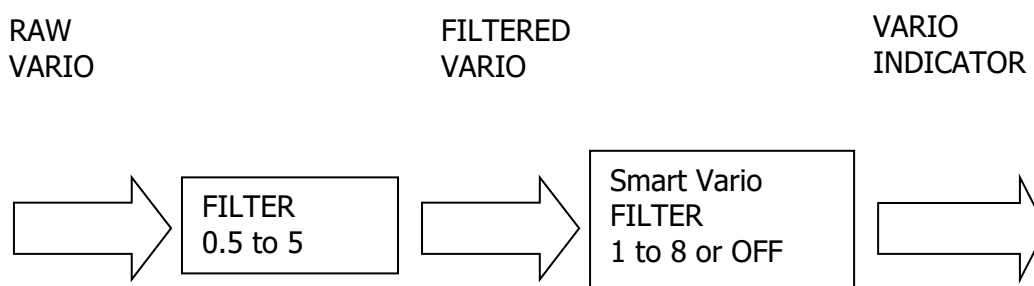 RAW
VARIO
FILTERED
VARIO
VARIO
INDICATOR
FILTER
0.5 to 5
Smart Vario
FILTER
1 to 8 or OFF